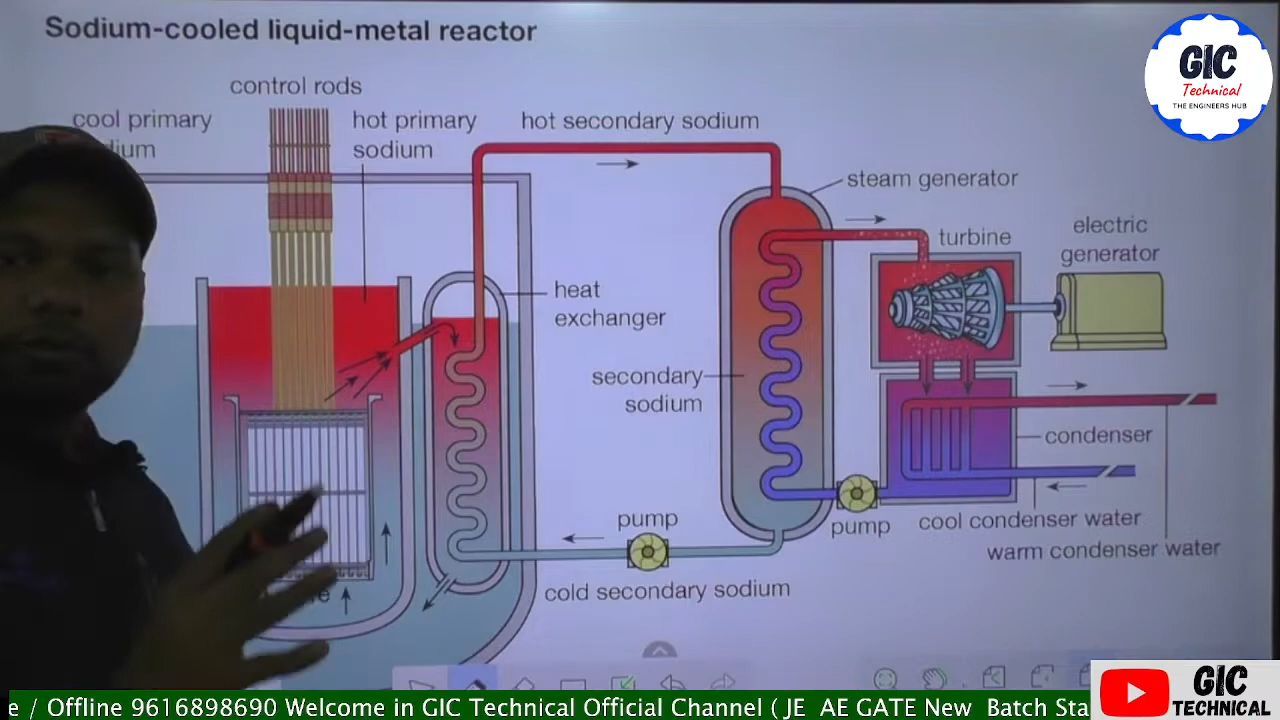 Sodium-cooled liquid-metal reactor
control rods
cool primary
hot primary
sodium
hot secondary sodium
steam generator
turbine
electric
generator
heat
exchanger
secondary
sodium
condenser
pump
pump
cool condenser water
warm condenser water
cold secondary sodium
GIC
Technical
THE ENGINEERS HUB
e / Offline 9616898690 Welcome in GIC Technical Official Channel ( JE AE GATE New Batch Sta
GIC
TECHNICAL